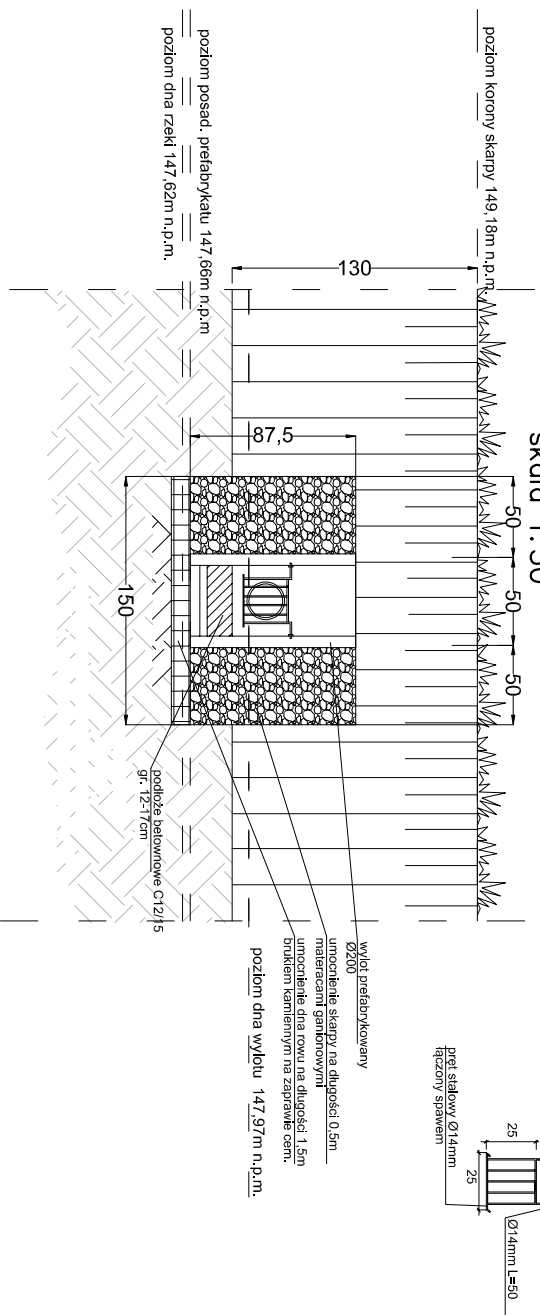 skala 1: 50
poziom korony skarpy 149,18m n.p.m.
poziom posad. prefabrykatu 147,66m n.p.m
poziom dna rzeki 147,62m n.p.m.
130
87,5
50
50
50
150
podłoże betownowe C12/15
gr. 12-17cm
wylot prefabrykowany
Ø200
umocnienie skarpy na długości 0,5m
materacami gabionowymi
umocnienie dna rowu na długości 1,5m
brukiem kamiennym na zaprawie cem.
poziom dna wylotu 147,97m n.p.m.
pręt stalowy Ø14mm
łączony spawem
25
25
Ø14mm L=50